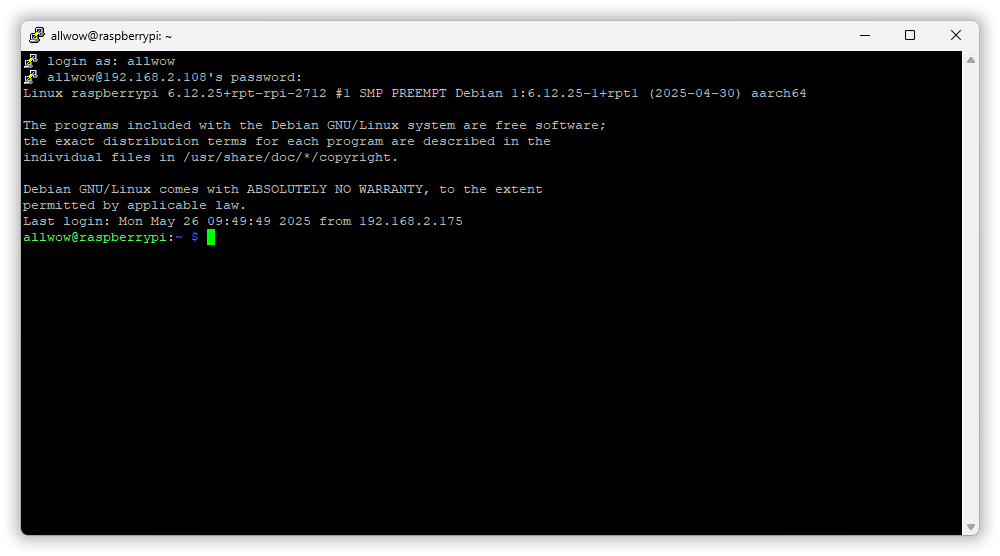 allwow@raspberrypi: ~
login as: allwow
allwow@192.168.2.108's password:
Linux raspberrypi 6.12.25+rpt-rpi-2712 #1 SMP PREEMPT Debian 1:6.12.25-1+rpt1 (2025-04-30) aarch64
The programs included with the Debian GNU/Linux system are free software;
the exact distribution terms for each program are described in the
individual files in /usr/share/doc/*/copyright.
Debian GNU/Linux comes with ABSOLUTELY NO WARRANTY, to the extent
permitted by applicable law.
Last login: Mon May 26 09:49:49 2025 from 192.168.2.175
allwow@raspberrypi:~ $